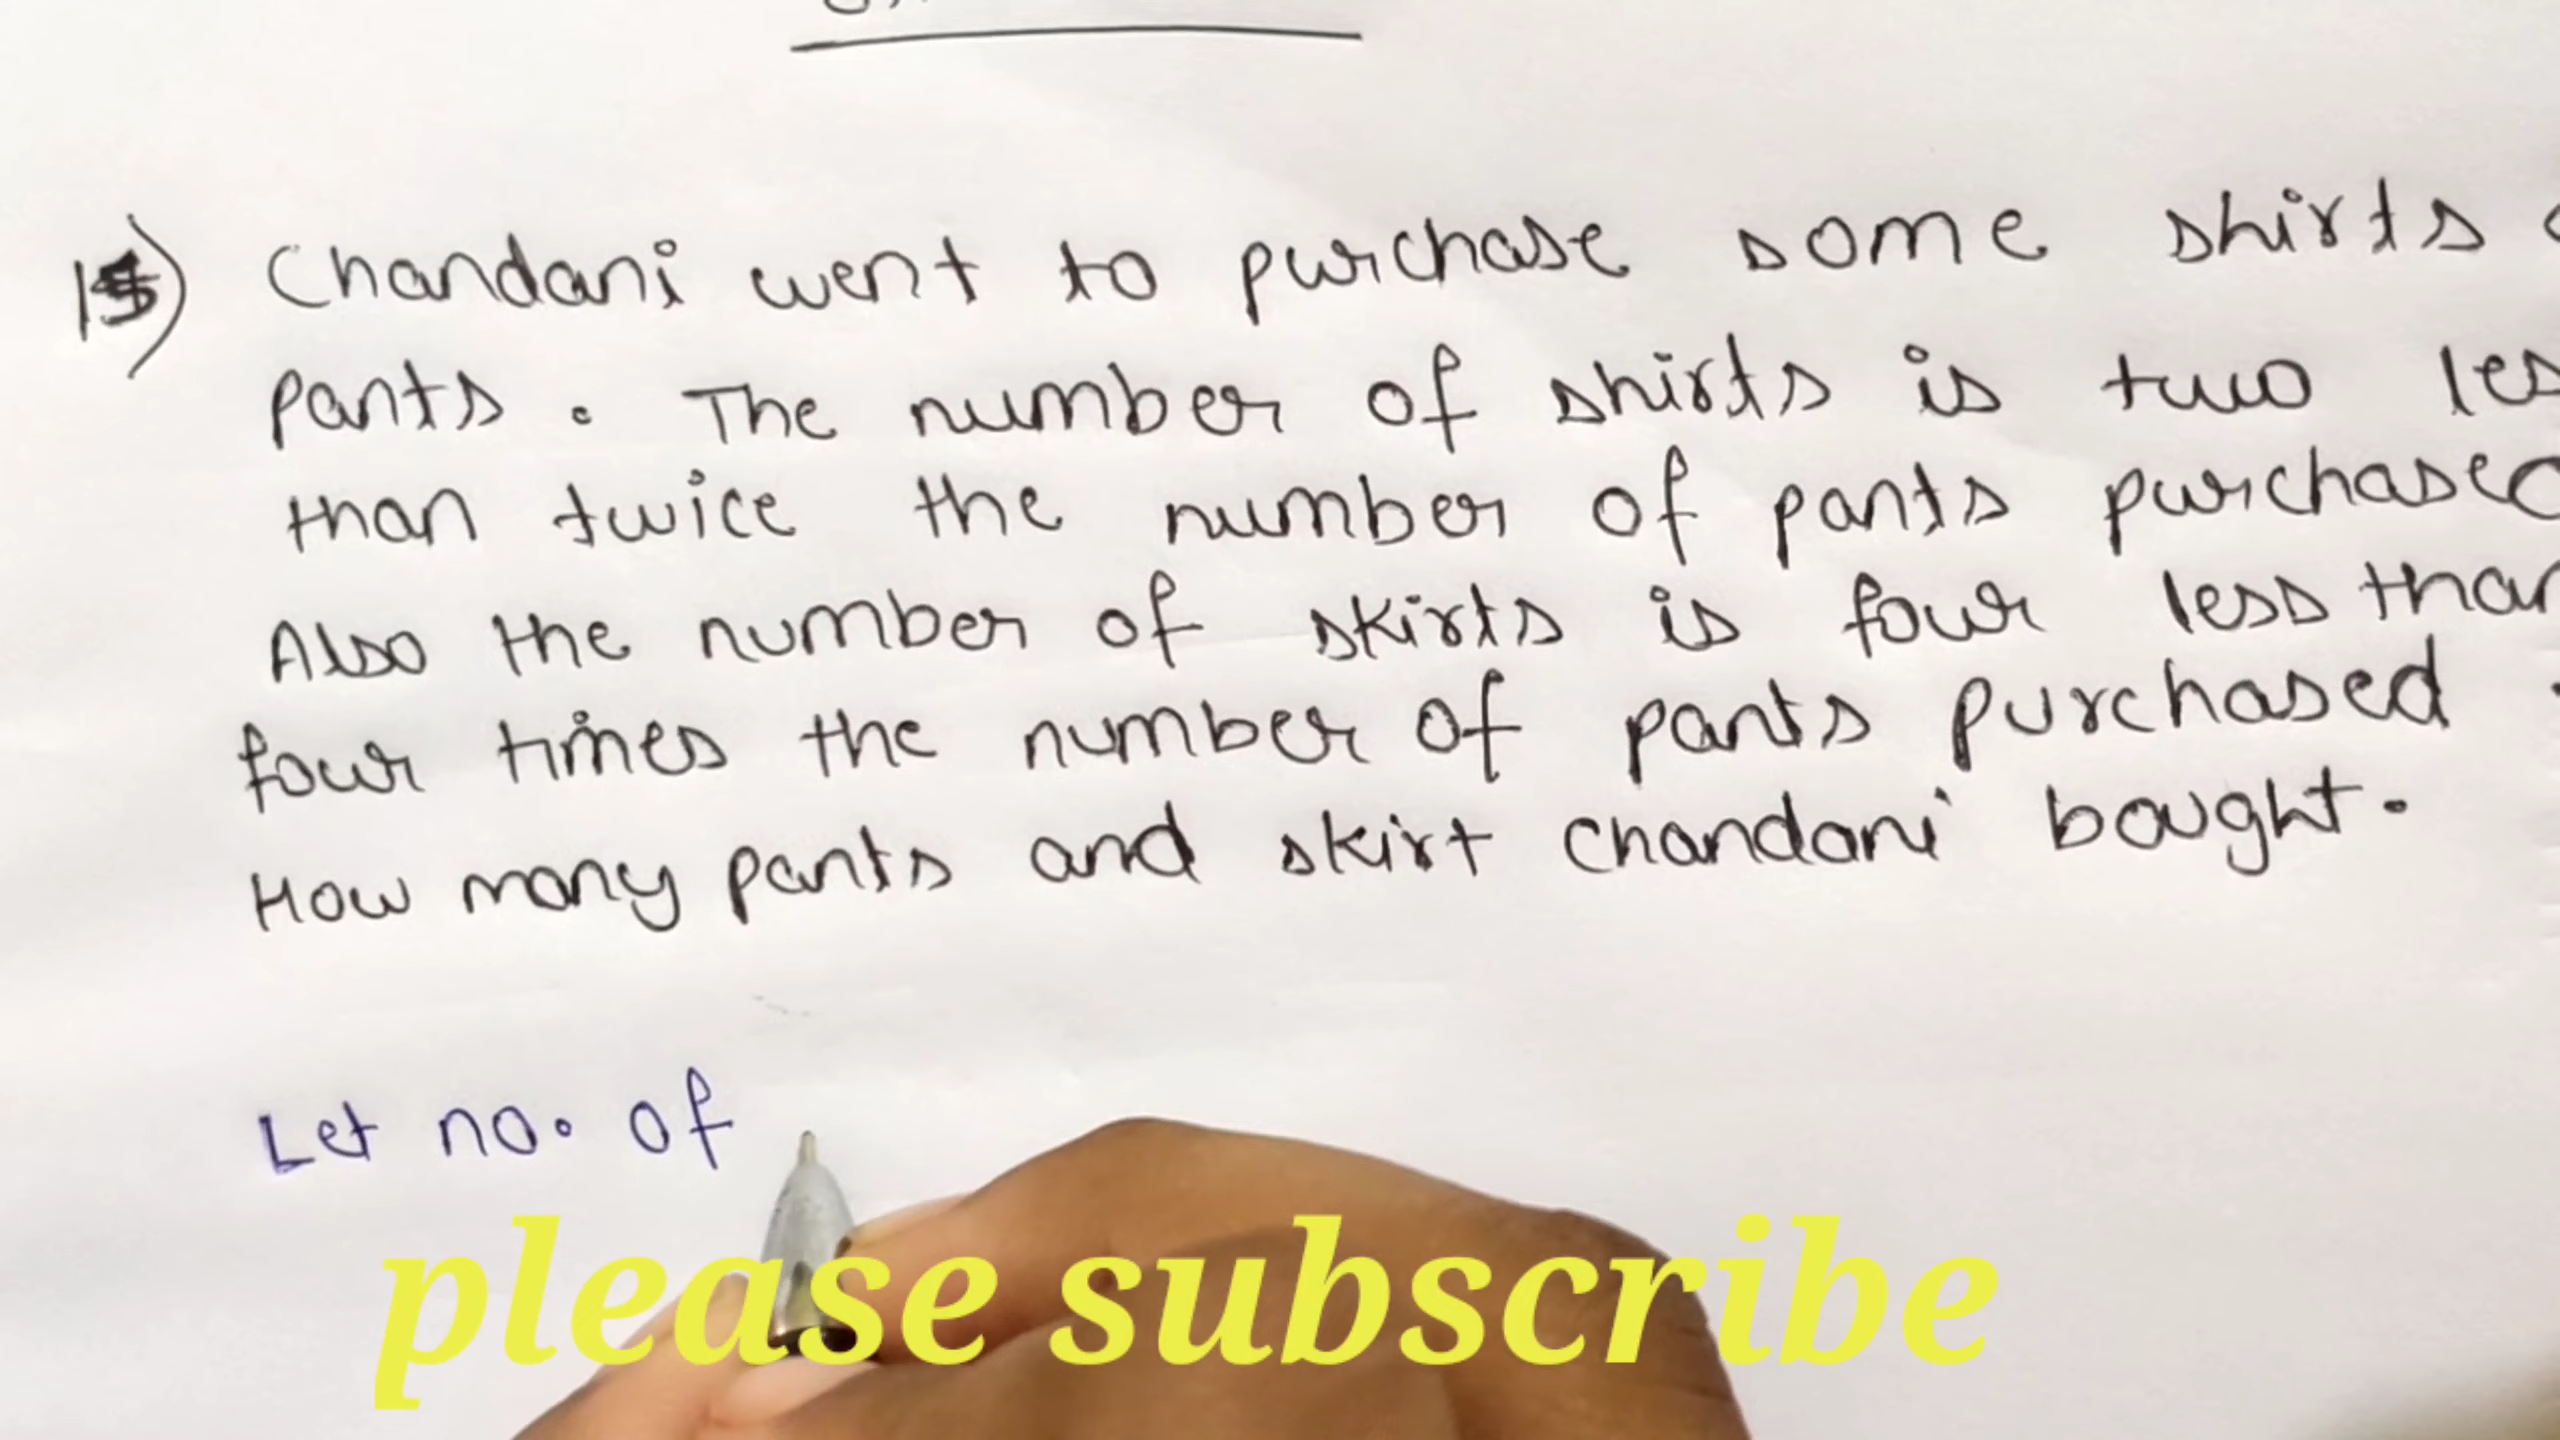 15) Chandani went to purchase some shirts
pants. The number of shirts is two les
than twice the number of pants purchased
Also the number of skirts is four less than
four times the number of pants purchased.
How many pants and skirt chandani bought.
Let no. of
please subscribe